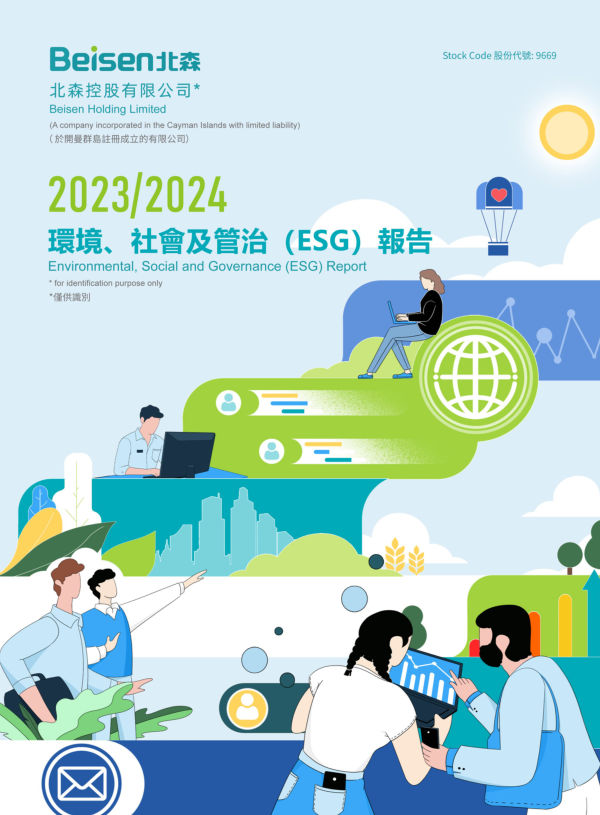 Beisen北森
Stock Code 股份代號: 9669
北森控股有限公司*
Beisen Holding Limited
(A company incorporated in the Cayman Islands with limited liability)
(於開曼群島註冊成立的有限公司)
2023/2024
環境、社會及管治（ESG）報告
Environmental, Social and Governance (ESG) Report
* for identification purpose only
*僅供識別